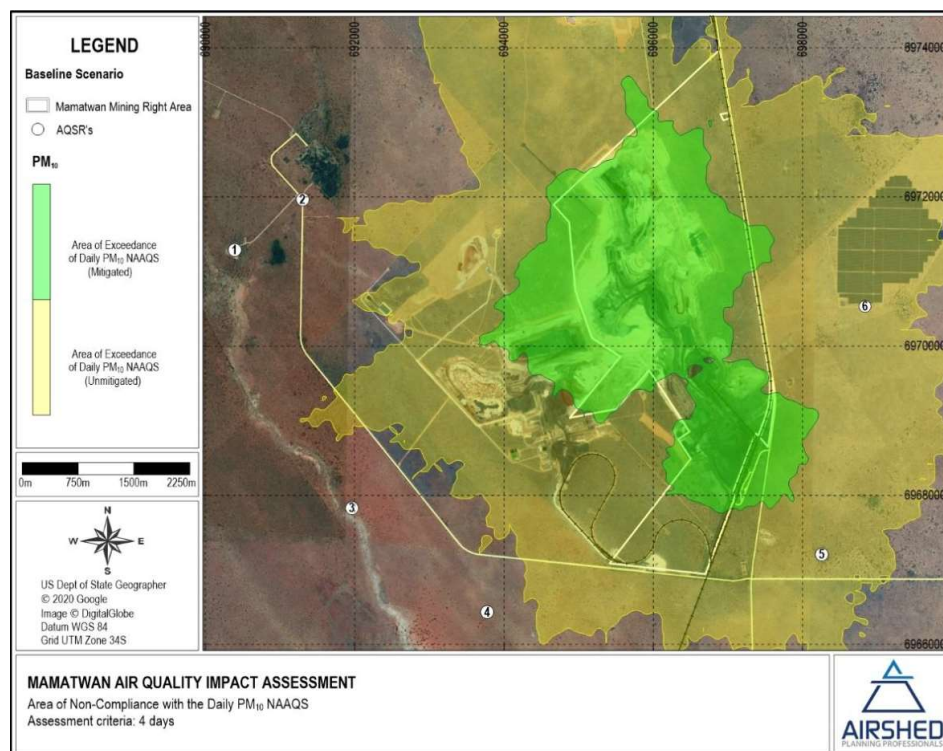 LEGEND
Baseline Scenario
Mamatwan Mining Right Area
AQSR's
PM₁₀
Area of Exceedance
of Daily PM₁₀ NAAQS
(Mitigated)
Area of Exceedance
of Daily PM₁₀ NAAQS
(Unmitigated)
0m 750m 1500m 2250m
N
W E
S
US Dept of State Geographer
© 2020 Google
Image © DigitalGlobe
Datum WGS 84
Grid UTM Zone 34S
690000 692000 694000 696000 698000
6974000
6972000
6970000
6968000
6966000
1
2
3
4
5
6
MAMATWAN AIR QUALITY IMPACT ASSESSMENT
Area of Non-Compliance with the Daily PM₁₀ NAAQS
Assessment criteria: 4 days
AIRSHED
PLANNING PROFESSIONALS